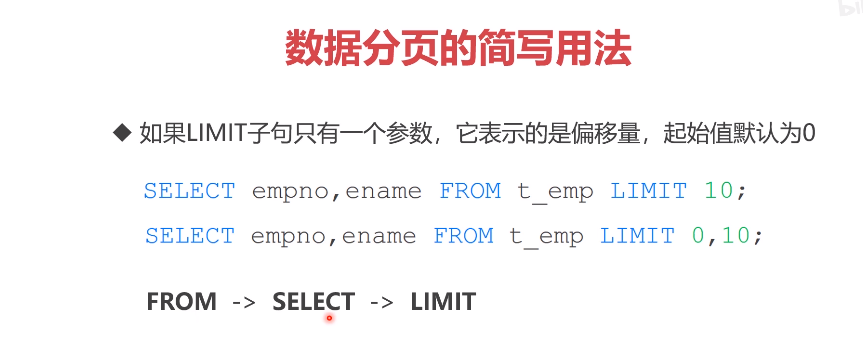 数据分页的简写用法
◆ 如果LIMIT子句只有一个参数，它表示的是偏移量，起始值默认为0
SELECT empno,ename FROM t_emp LIMIT 10;
SELECT empno,ename FROM t_emp LIMIT 0,10;
FROM -> SELECT -> LIMIT